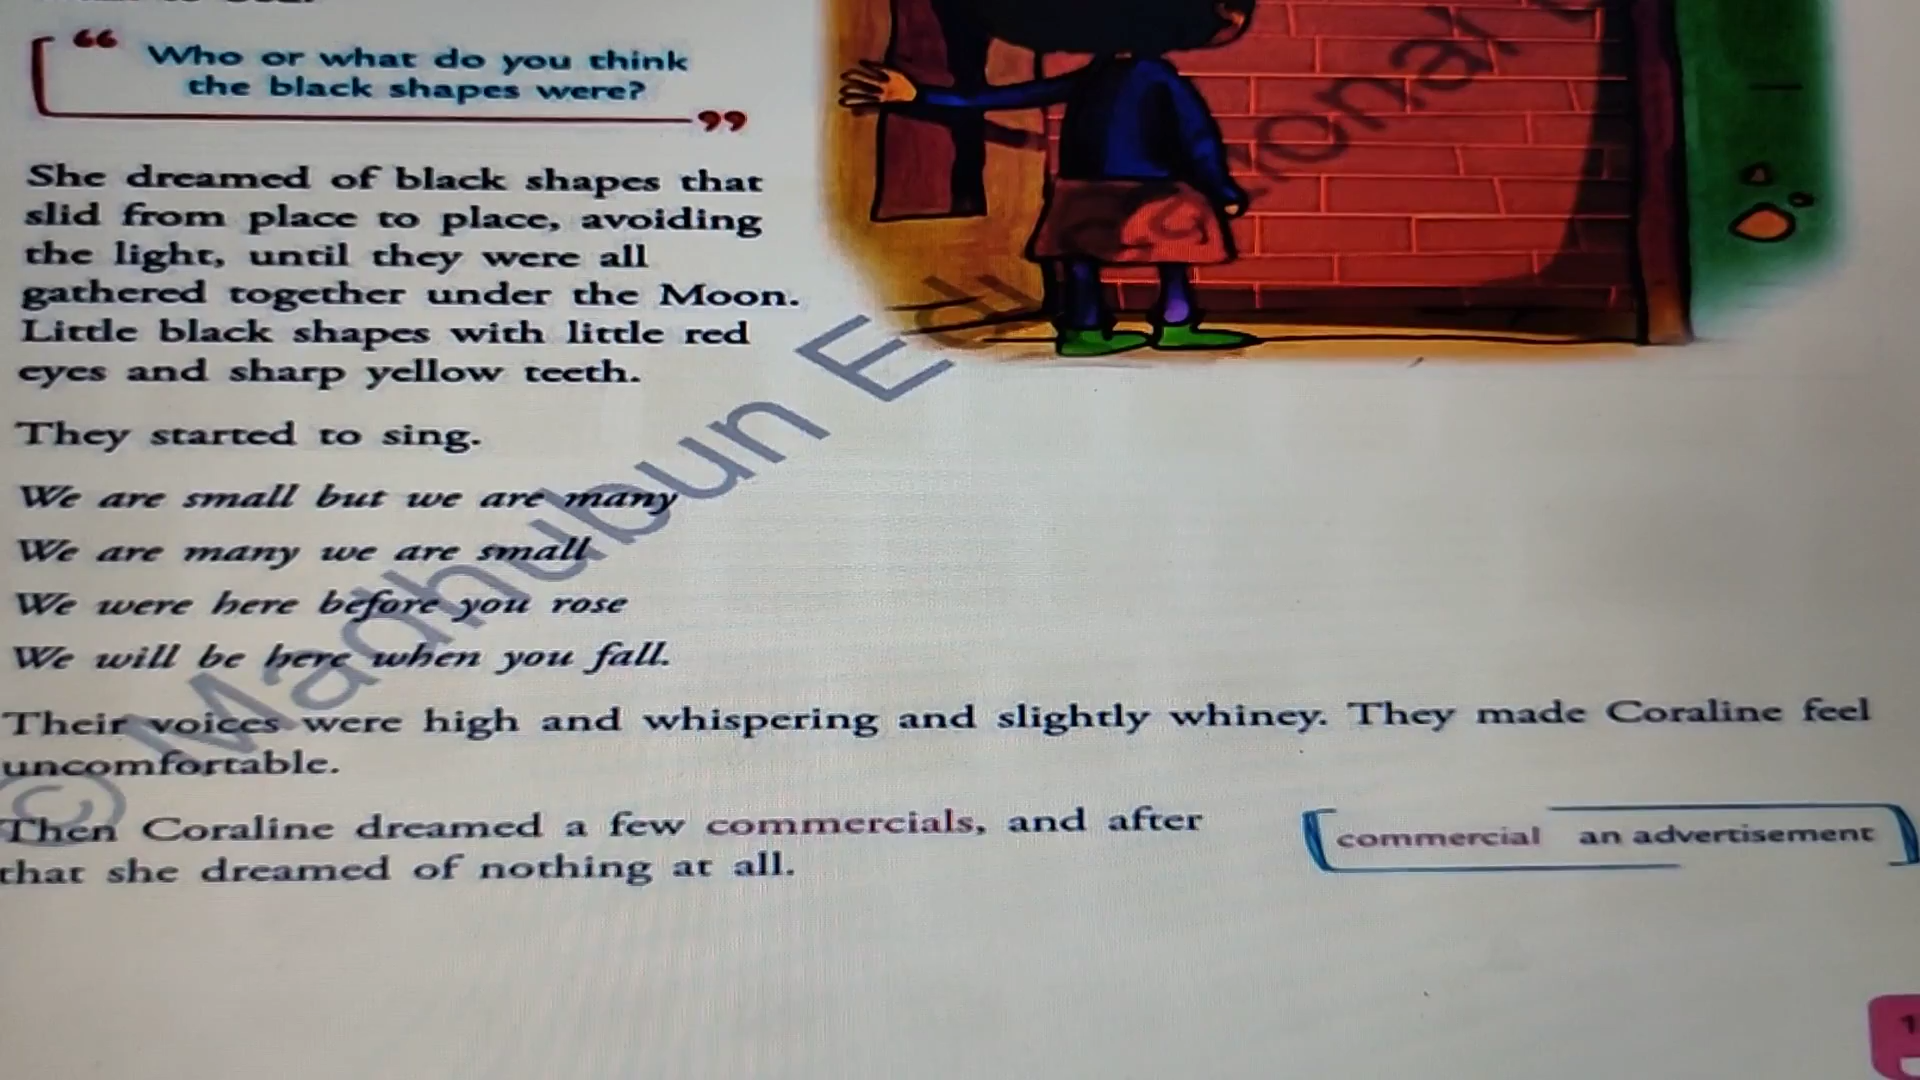 “ Who or what do you think
the black shapes were? ”
She dreamed of black shapes that
slid from place to place, avoiding
the light, until they were all
gathered together under the Moon.
Little black shapes with little red
eyes and sharp yellow teeth.
They started to sing.
We are small but we are many
We are many we are small
We were here before you rose
We will be here when you fall.
Their voices were high and whispering and slightly whiney. They made Coraline feel
uncomfortable.
Then Coraline dreamed a few commercials, and after
that she dreamed of nothing at all.
commercial an advertisement
© Madhubun Educational
1